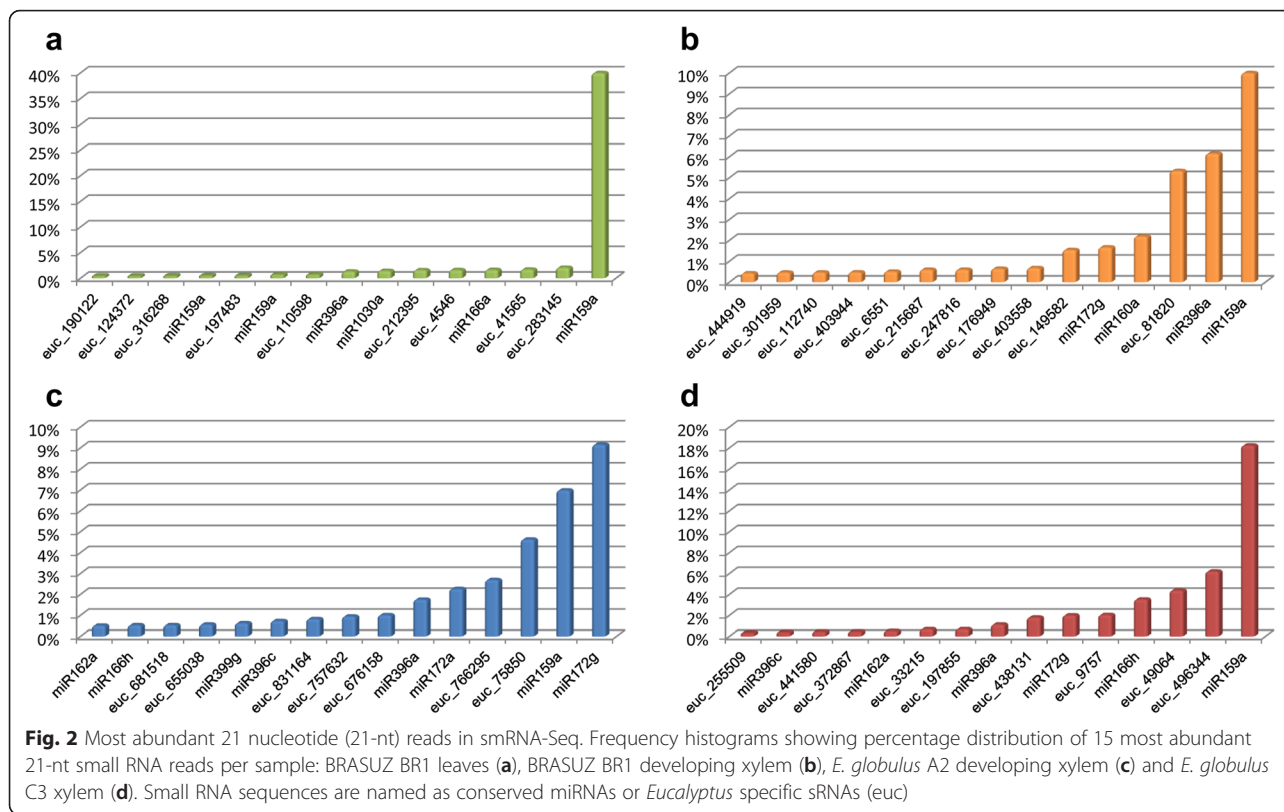 a
40%
35%
30%
25%
20%
15%
10%
5%
0%
euc_190122
euc_124372
euc_316268
miR159a
euc_197483
miR159a
euc_110598
miR396a
miR1030a
euc_212395
euc_4546
miR166a
euc_41565
euc_283145
miR159a
b
10%
9%
8%
7%
6%
5%
4%
3%
2%
1%
0%
euc_444919
euc_301959
euc_112740
euc_403944
euc_6551
euc_215687
euc_247816
euc_176949
euc_403558
euc_149582
miR172g
miR160a
euc_81820
miR396a
miR159a
c
10%
9%
8%
7%
6%
5%
4%
3%
2%
1%
0%
miR162a
miR166h
euc_681518
euc_655038
miR399g
miR396c
euc_831164
euc_757632
euc_676158
miR396a
miR172a
euc_766295
euc_75850
miR159a
miR172g
d
20%
18%
16%
14%
12%
10%
8%
6%
4%
2%
0%
euc_255509
miR396c
euc_441580
euc_372867
miR162a
euc_333215
euc_197855
miR396a
euc_438131
miR172g
euc_9757
miR166h
euc_49064
euc_496344
miR159a
Fig. 2 Most abundant 21 nucleotide (21-nt) reads in smRNA-Seq. Frequency histograms showing percentage distribution of 15 most abundant
21-nt small RNA reads per sample: BRASUZ BR1 leaves (a), BRASUZ BR1 developing xylem (b), E. globulus A2 developing xylem (c) and E. globulus
C3 xylem (d). Small RNA sequences are named as conserved miRNAs or Eucalyptus specific sRNAs (euc)